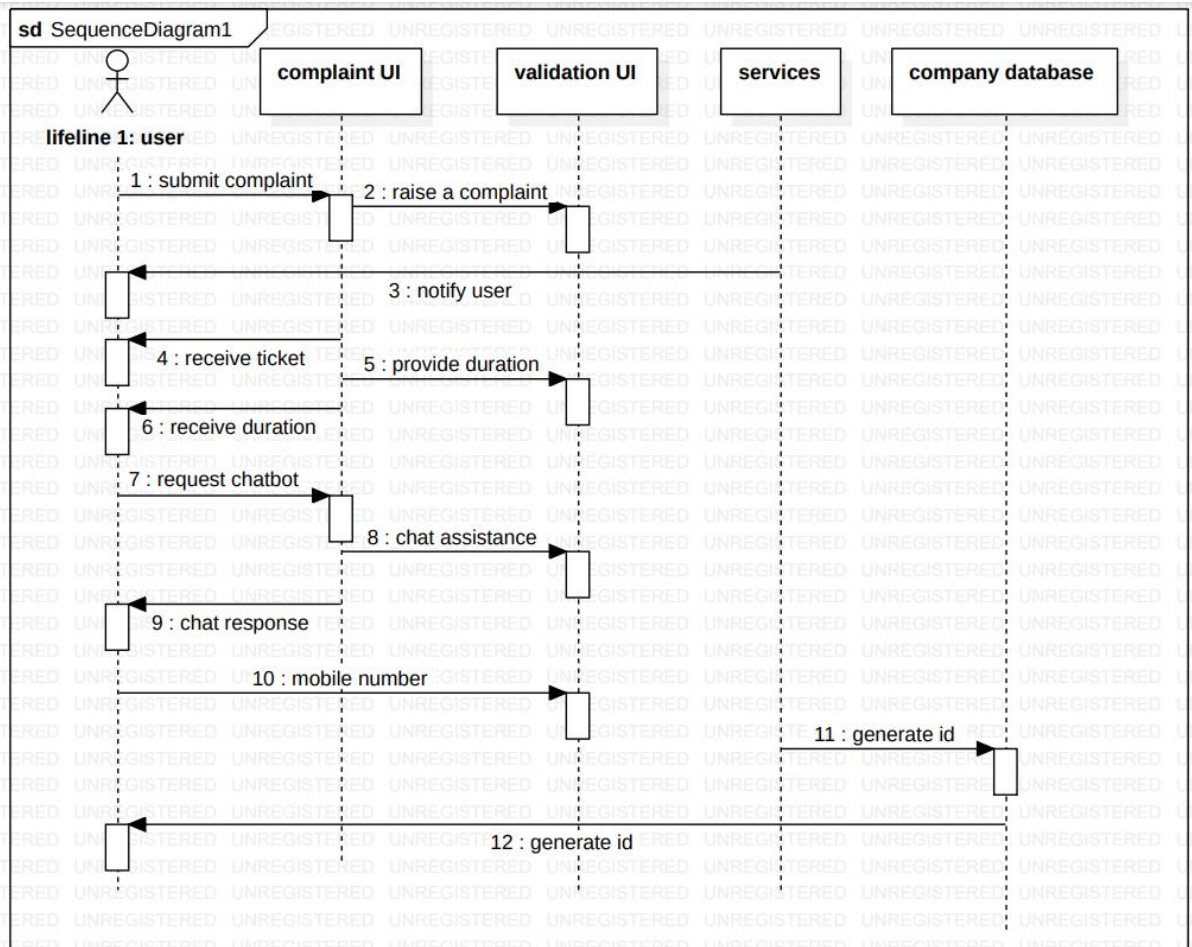 sd SequenceDiagram1
complaint UI
validation UI
services
company database
lifeline 1: user
1 : submit complaint
2 : raise a complaint
3 : notify user
4 : receive ticket
5 : provide duration
6 : receive duration
7 : request chatbot
8 : chat assistance
9 : chat response
10 : mobile number
11 : generate id
12 : generate id
UNREGISTERED